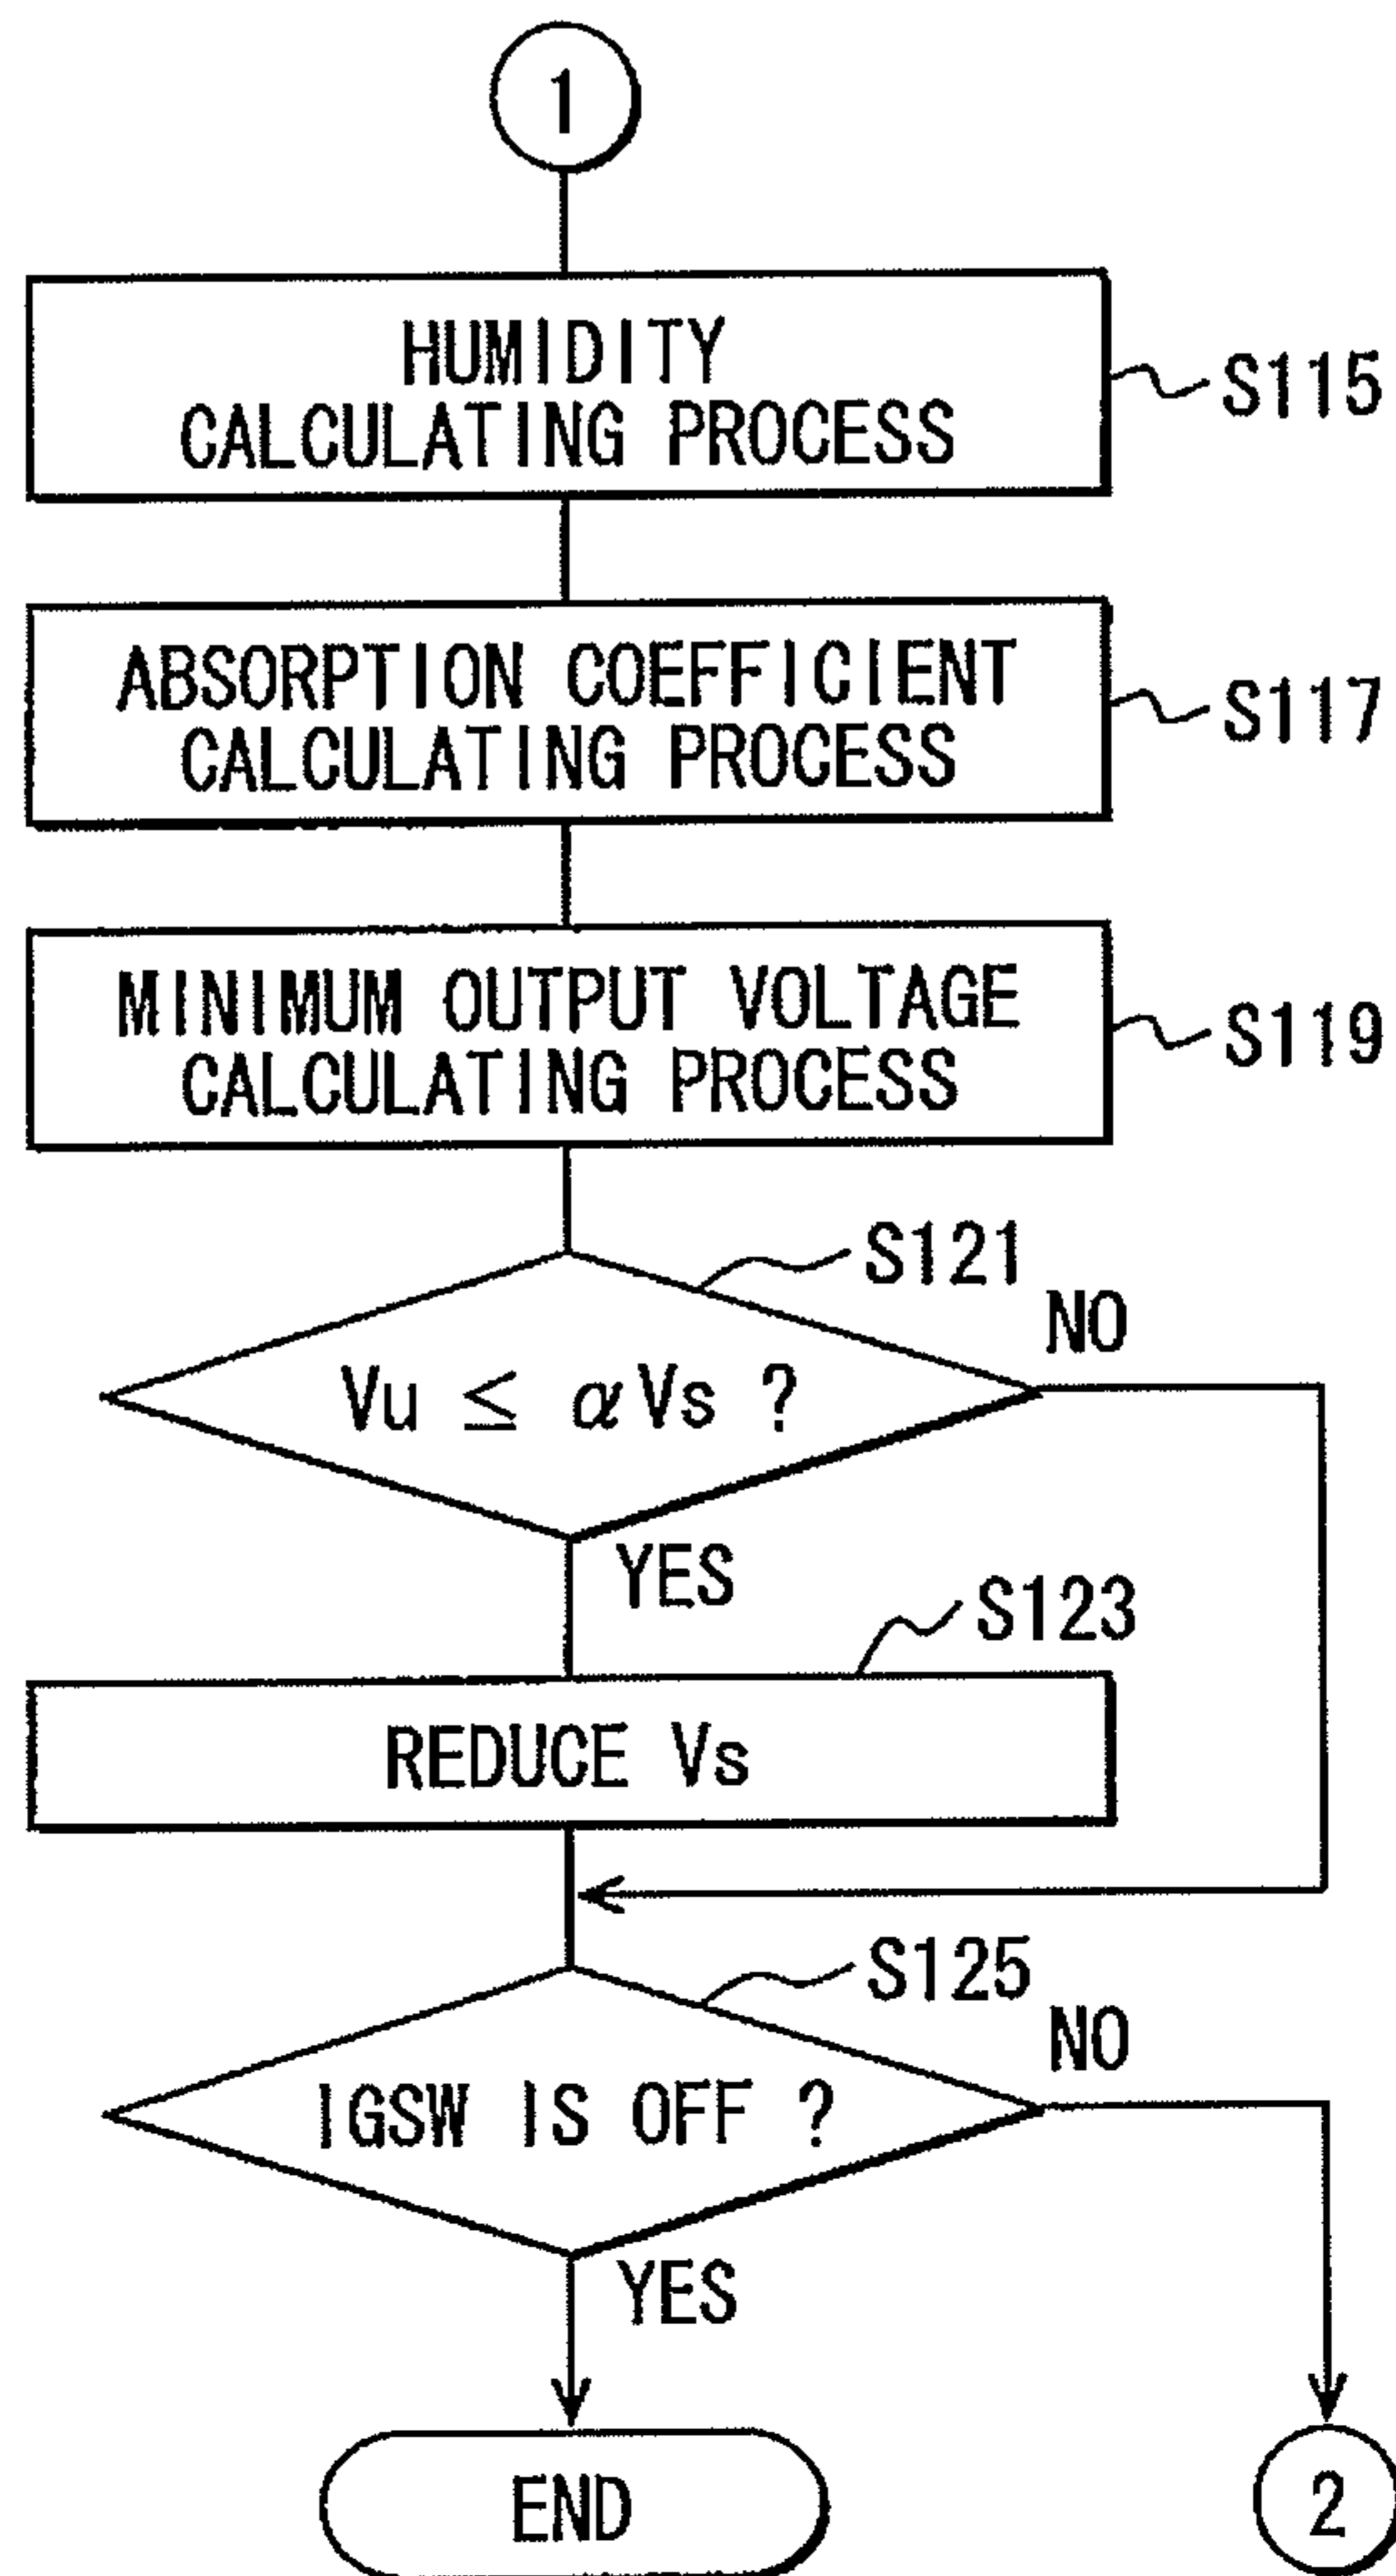 1
HUMIDITY
CALCULATING PROCESS
S115
ABSORPTION COEFFICIENT
CALCULATING PROCESS
S117
MINIMUM OUTPUT VOLTAGE
CALCULATING PROCESS
S119
S121
NO
Vu ≤ αVs ?
YES
S123
REDUCE Vs
S125
NO
IGSW IS OFF ?
YES
END
2